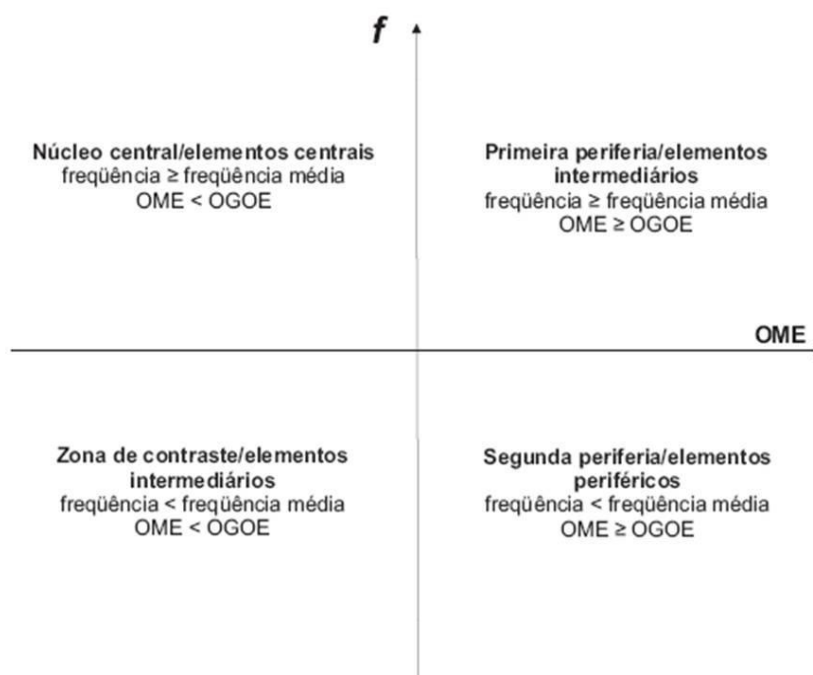 f
Núcleo central/elementos centrais
freqüência ≥ freqüência média
OME < OGOE
Primeira periferia/elementos
intermediários
freqüência ≥ freqüência média
OME ≥ OGOE
OME
Zona de contraste/elementos
intermediários
freqüência < freqüência média
OME < OGOE
Segunda periferia/elementos
periféricos
freqüência < freqüência média
OME ≥ OGOE